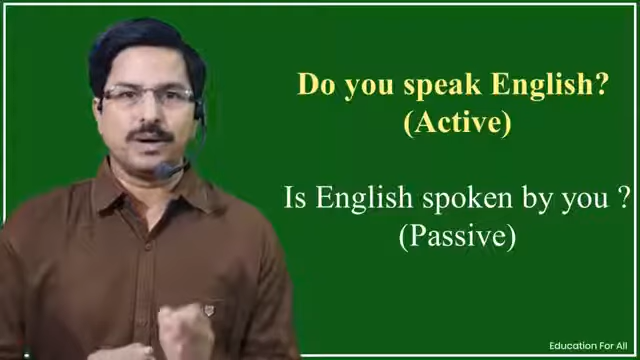 Do you speak English?
(Active)
Is English spoken by you ?
(Passive)
Education For All